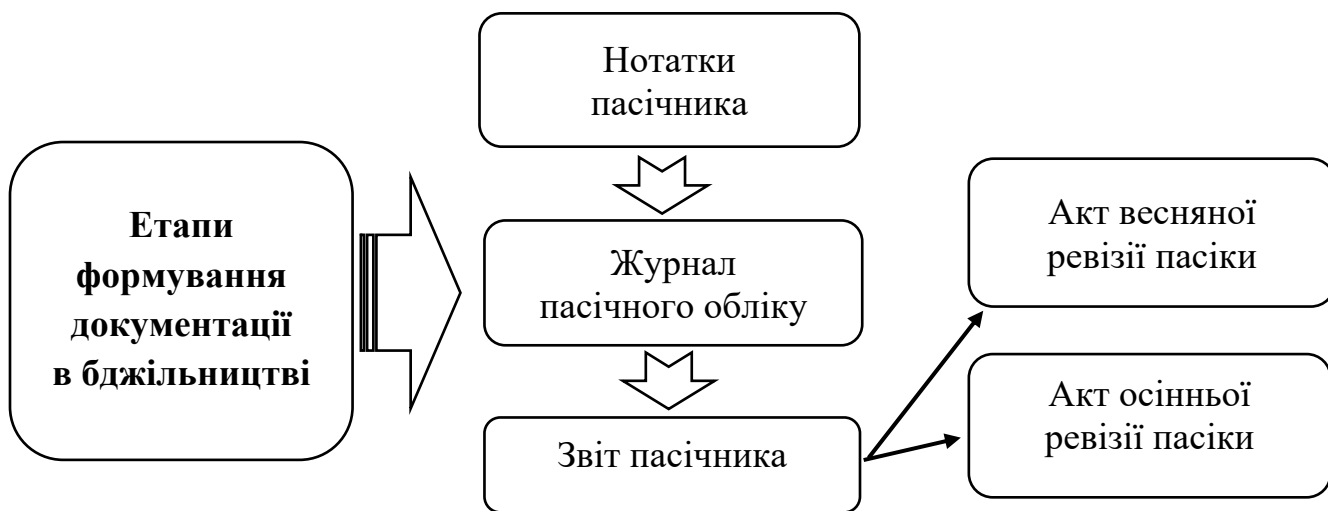 Етапи
формування
документації
в бджільництві
Нотатки
пасічника
Журнал
пасічного обліку
Звіт пасічника
Акт весняної
ревізії пасіки
Акт осінньої
ревізії пасіки